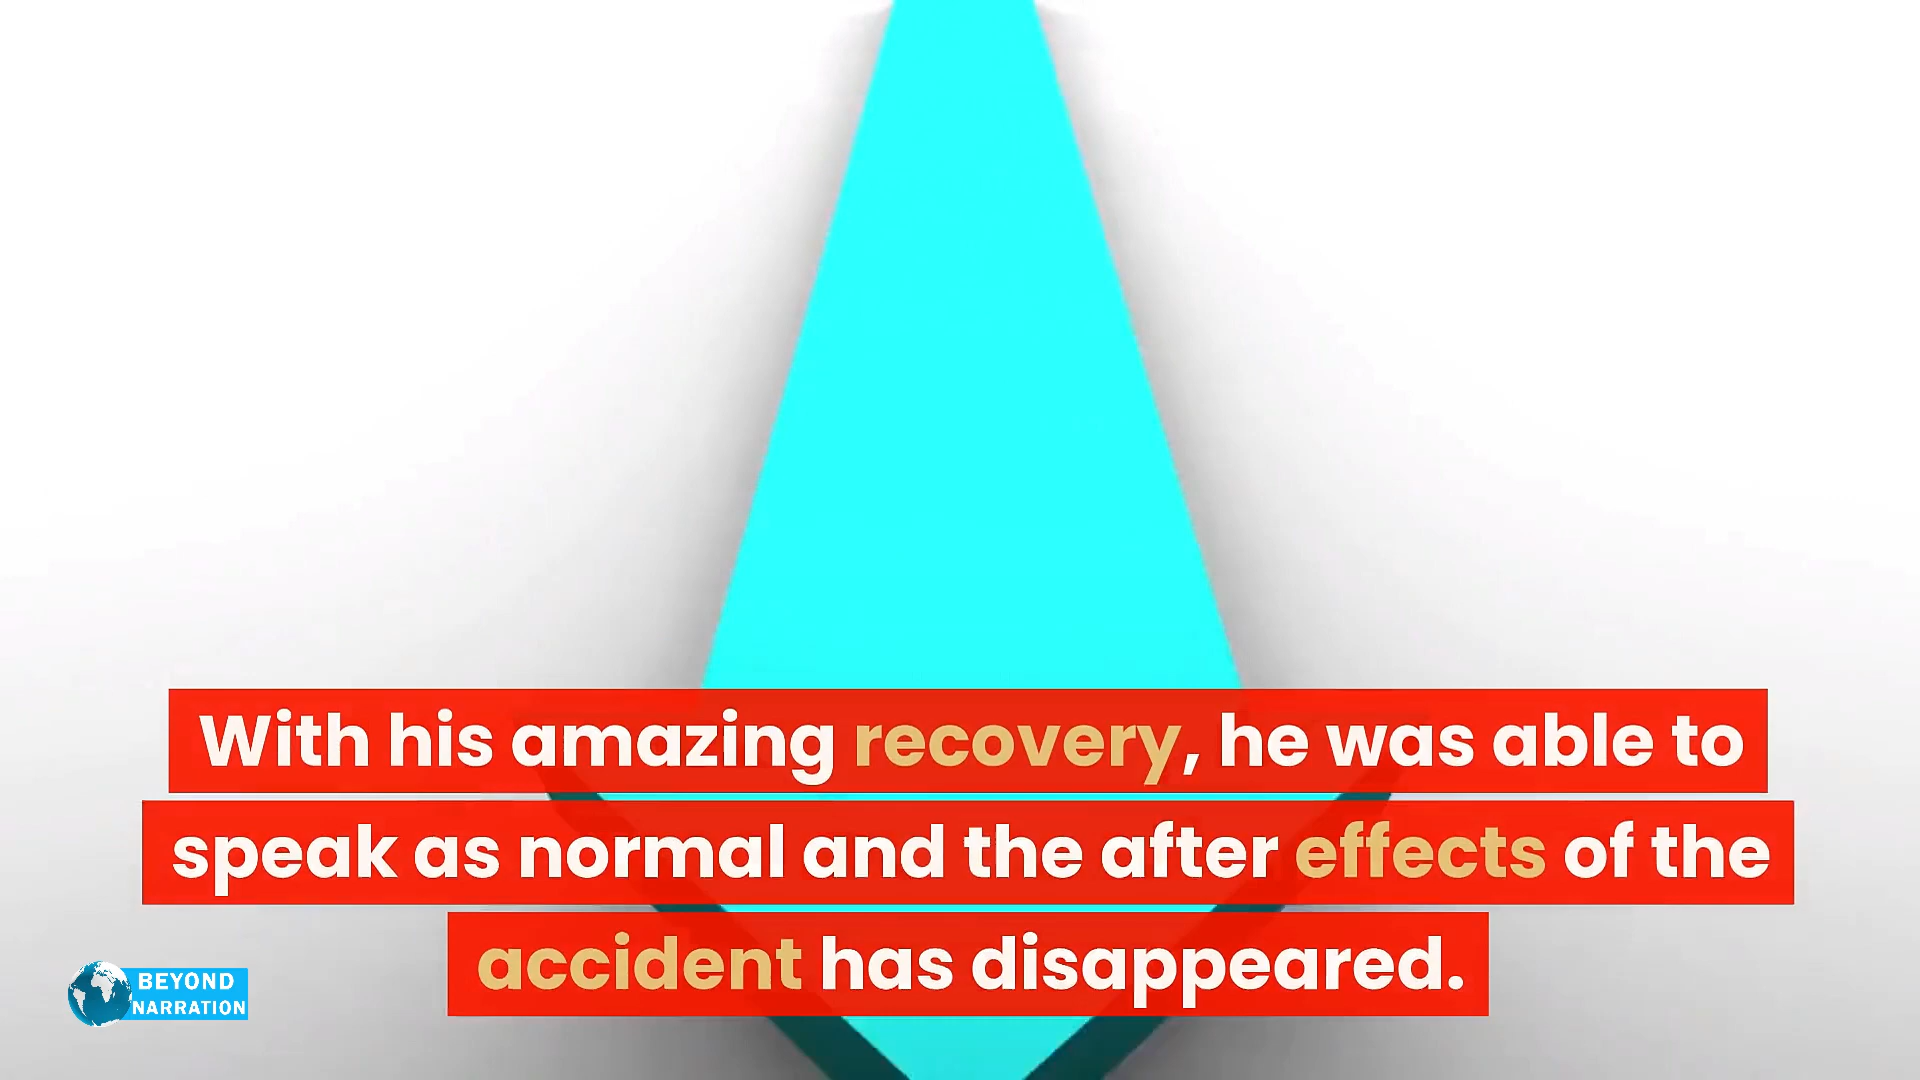 With his amazing recovery, he was able to
speak as normal and the after effects of the
accident has disappeared.
BEYOND
NARRATION